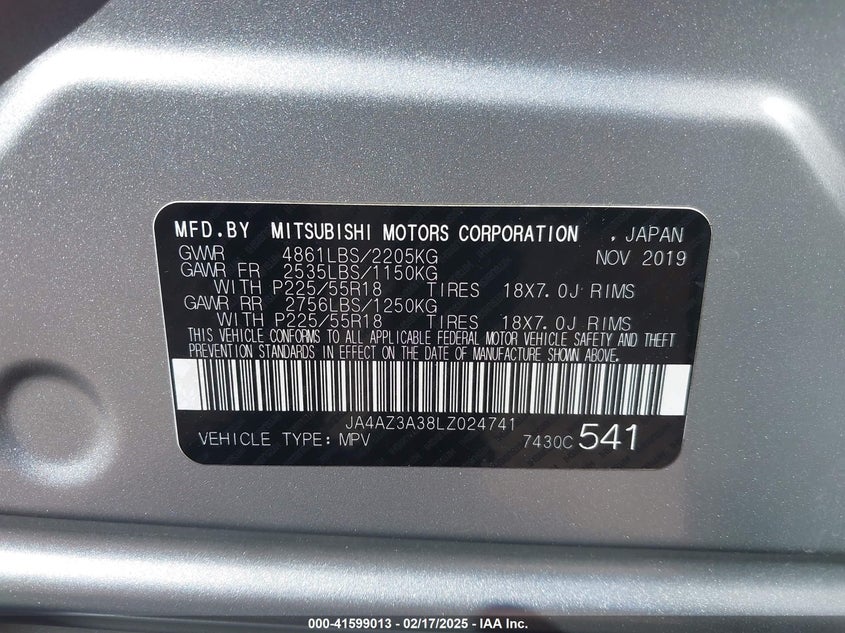 MFD.BY MITSUBISHI MOTORS CORPORATION , JAPAN
GVWR 4861LBS/2205KG NOV 2019
GAWR FR 2535LBS/1150KG
WITH P225/55R18 TIRES 18X7.0J RIMS
GAWR RR 2756LBS/1250KG
WITH P225/55R18 TIRES 18X7.0J RIMS
THIS VEHICLE CONFORMS TO ALL APPLICABLE FEDERAL MOTOR VEHICLE SAFETY AND THEFT
PREVENTION STANDARDS IN EFFECT ON THE DATE OF MANUFACTURE SHOWN ABOVE.
JA4AZ3A38LZ024741
VEHICLE TYPE: MPV 7430C 541
000-41599013 — 02/17/2025 — IAA Inc.